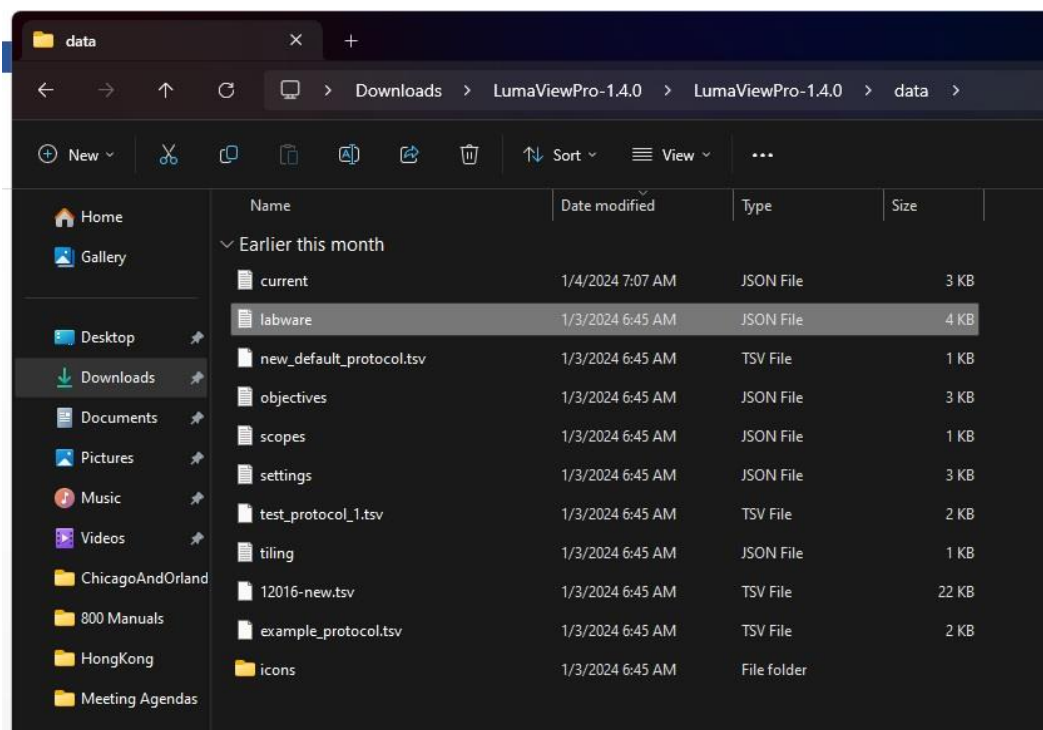 data
Downloads > LumaViewPro-1.4.0 > LumaViewPro-1.4.0 > data >
New Sort View ...
Name Date modified Type Size
Home
Gallery
Desktop
Downloads
Documents
Pictures
Music
Videos
ChicagoAndOrland
800 Manuals
HongKong
Meeting Agendas
Earlier this month
current 1/4/2024 7:07 AM JSON File 3 KB
labware 1/3/2024 6:45 AM JSON File 4 KB
new_default_protocol.tsv 1/3/2024 6:45 AM TSV File 1 KB
objectives 1/3/2024 6:45 AM JSON File 3 KB
scopes 1/3/2024 6:45 AM JSON File 1 KB
settings 1/3/2024 6:45 AM JSON File 3 KB
test_protocol_1.tsv 1/3/2024 6:45 AM TSV File 2 KB
tiling 1/3/2024 6:45 AM JSON File 1 KB
12016-new.tsv 1/3/2024 6:45 AM TSV File 22 KB
example_protocol.tsv 1/3/2024 6:45 AM TSV File 2 KB
icons 1/3/2024 6:45 AM File folder